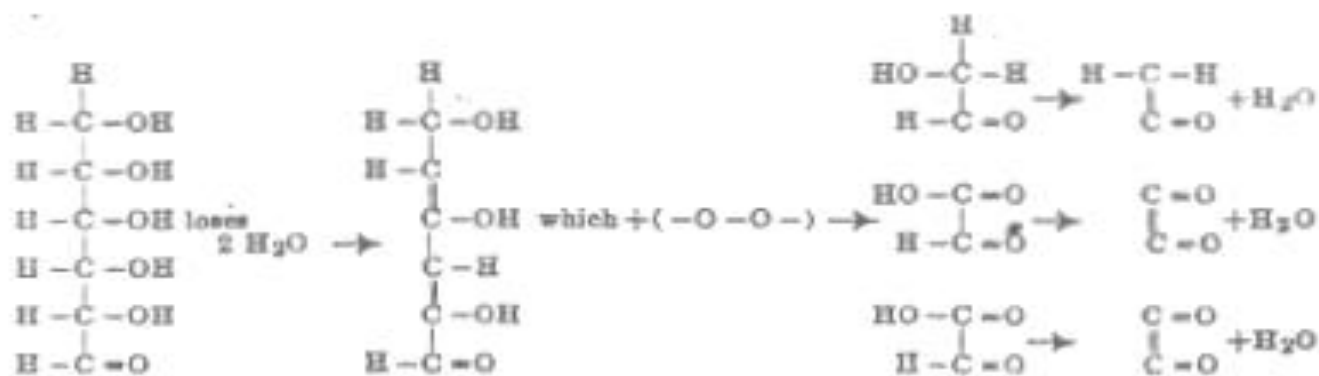 H
H
H
HO-C-H
H-C-H
H-C-OH
H-C-OH
H-C=O
→
C=O
+H₂O
H-C-OH
H-C
H-C-OH loses
C-OH
which +(-O-O-)
→
HO-C=O
H-C=O
→
C=O
C=O
+H₂O
2 H₂O
→
H-C-OH
C-H
H-C-OH
C-OH
HO-C=O
H-C=O
→
C=O
C=O
+H₂O
H-C=O
H-C=O